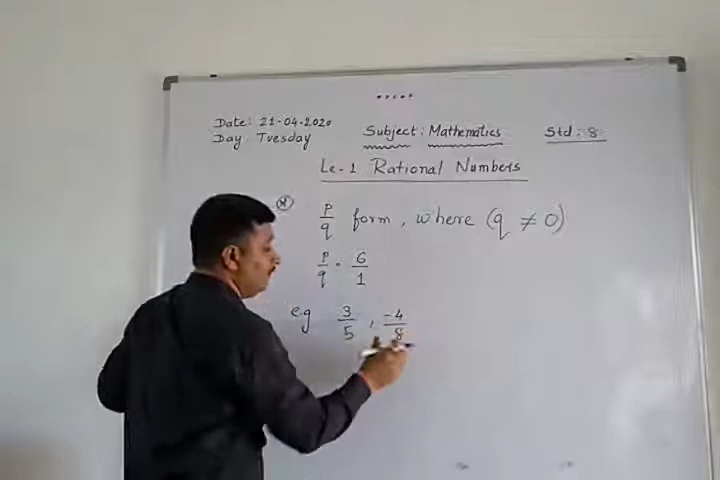 Date: 21-04-2020
Day: Tuesday
Subject: Mathematics
Std: 8
Le-1 Rational Numbers
p/q form, where (q ≠ 0)
p/q = 6/1
e.g 3/5, -4/8